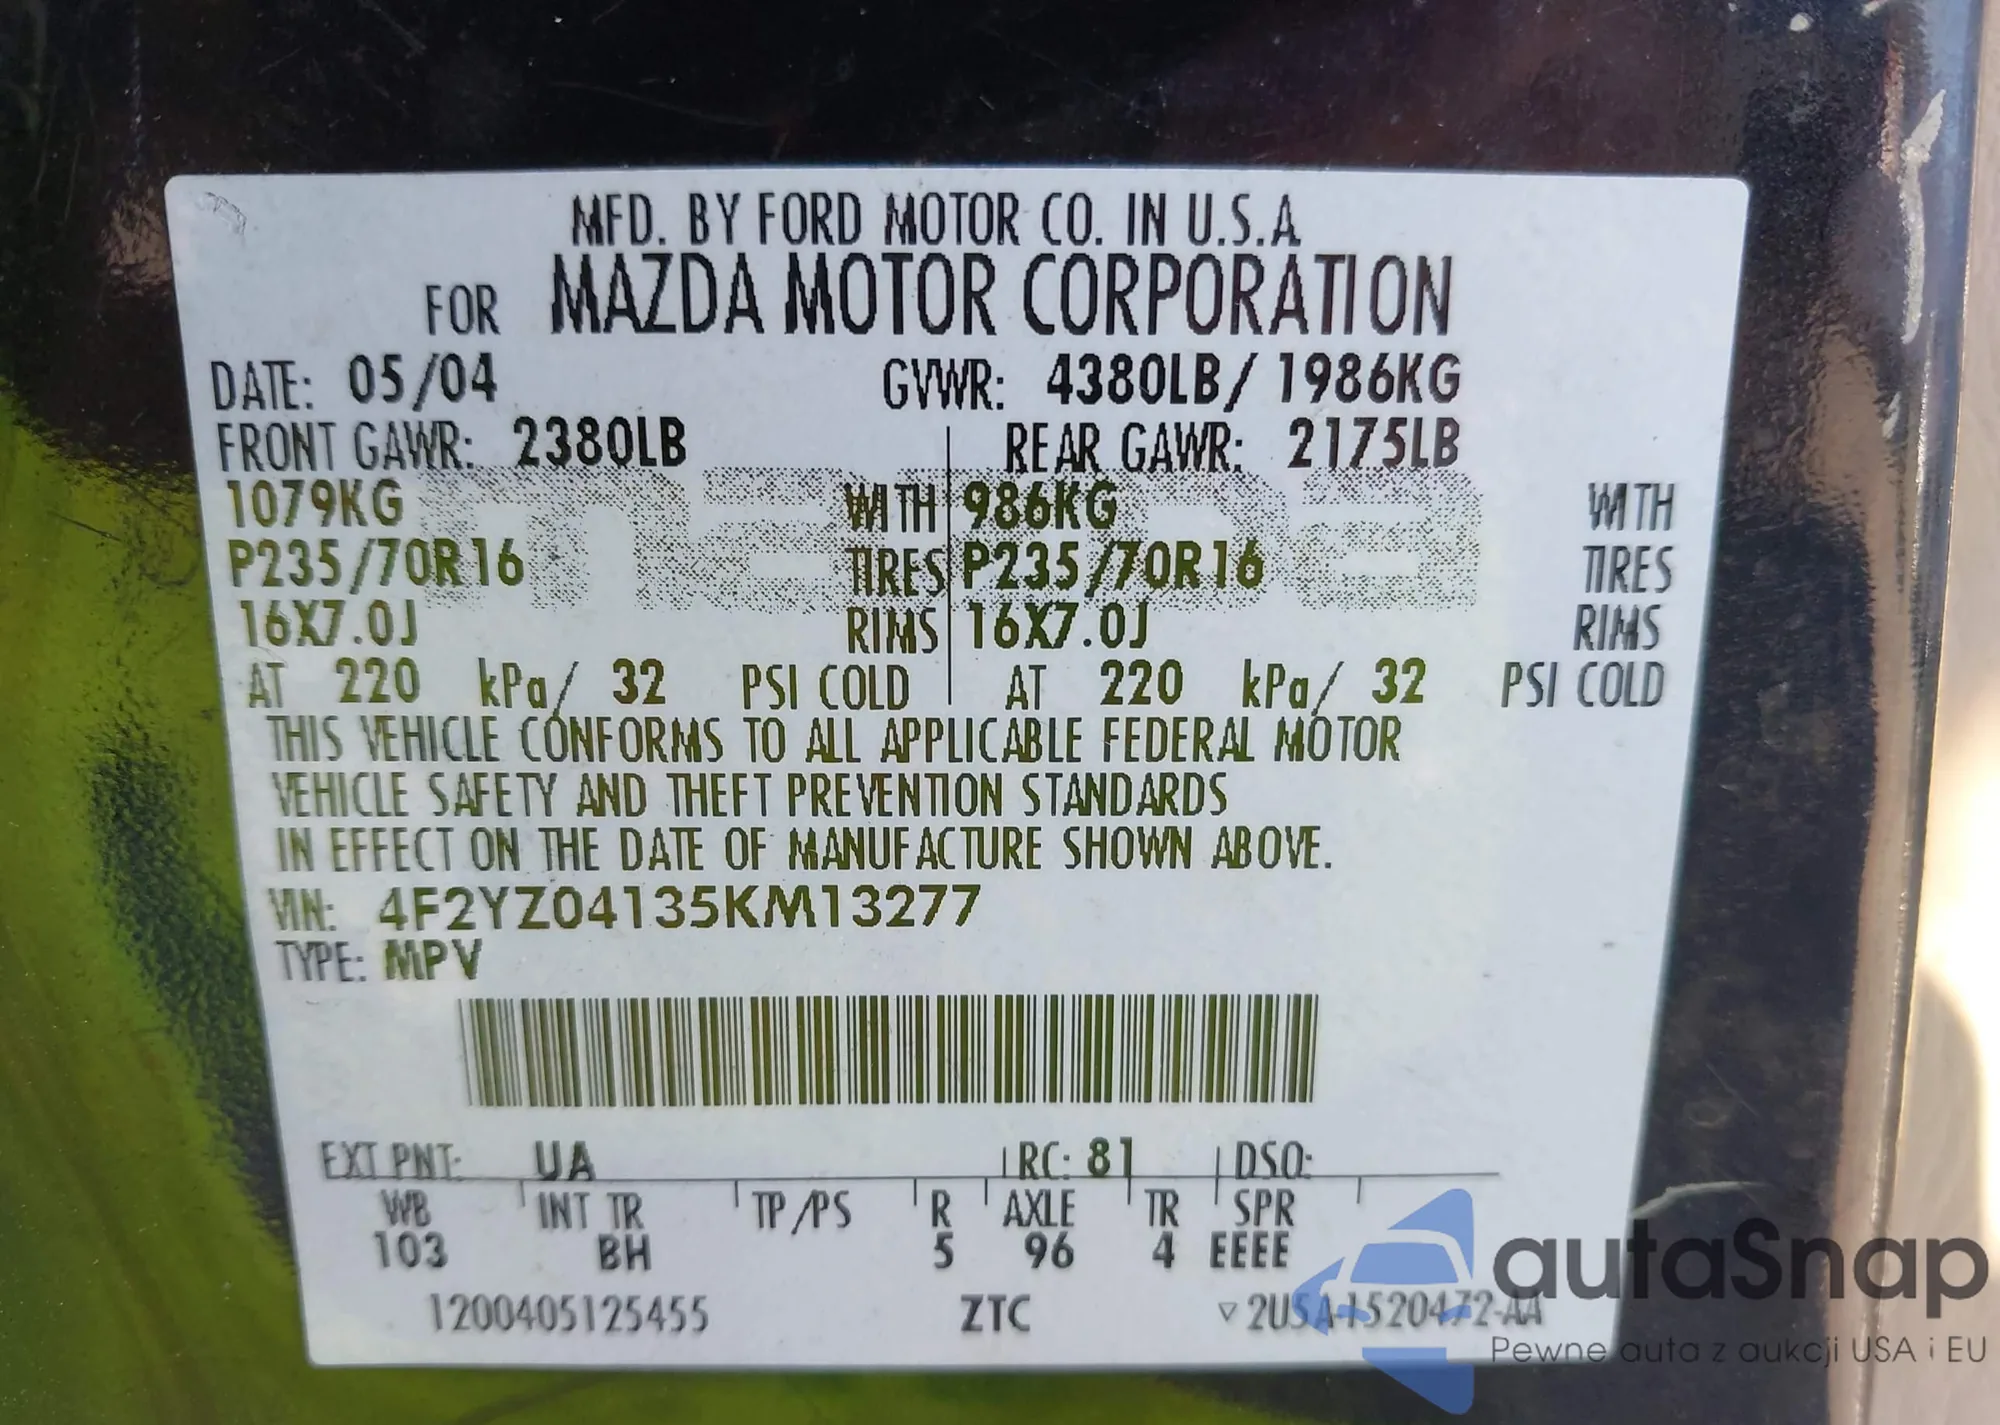 MFD. BY FORD MOTOR CO. IN U.S.A.
FOR MAZDA MOTOR CORPORATION
DATE: 05/04 GVWR: 4380LB/ 1986KG
FRONT GAWR: 2380LB REAR GAWR: 2175LB
1079KG WITH 986KG WITH
P235/70R16 TIRES P235/70R16 TIRES
16X7.0J RIMS 16X7.0J RIMS
AT 220 kPa/ 32 PSI COLD AT 220 kPa/ 32 PSI COLD
mazda
THIS VEHICLE CONFORMS TO ALL APPLICABLE FEDERAL MOTOR
VEHICLE SAFETY AND THEFT PREVENTION STANDARDS
IN EFFECT ON THE DATE OF MANUFACTURE SHOWN ABOVE.
VIN: 4F2YZ04135KM13277
TYPE: MPV
EXT PNT: UA RC: 81 DSO:
WB INT TR TP/PS R AXLE TR SPR
103 BH 5 96 4 EEEE
1200405125455 ZTC ▽ 2USA-1520472-AA
autaSnap
Pewne auta z aukcji USA i EU